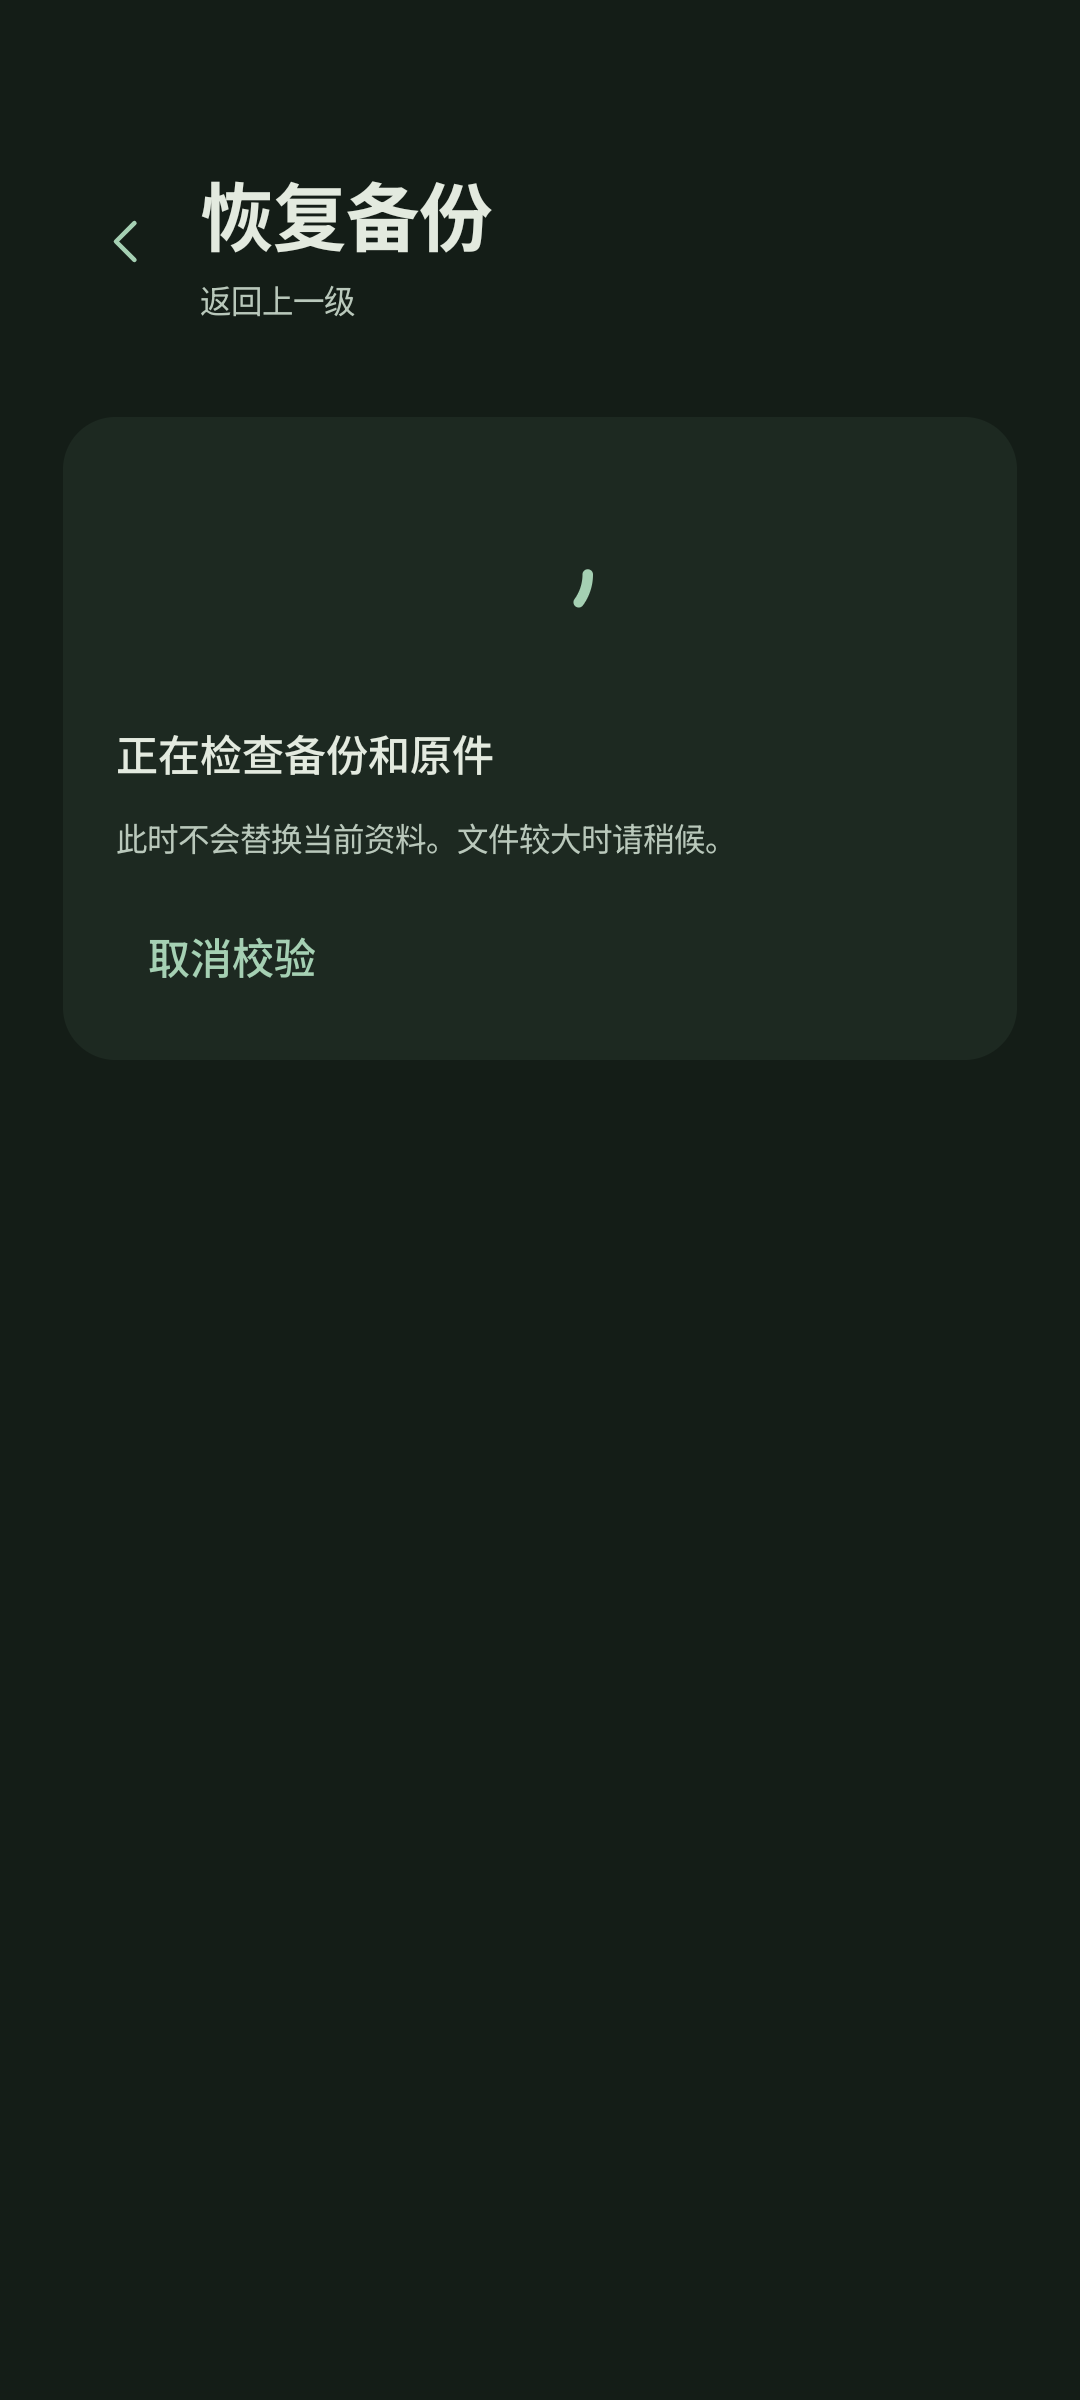 恢复备份
返回上一级
正在检查备份和原件
此时不会替换当前资料。文件较大时请稍候。
取消校验